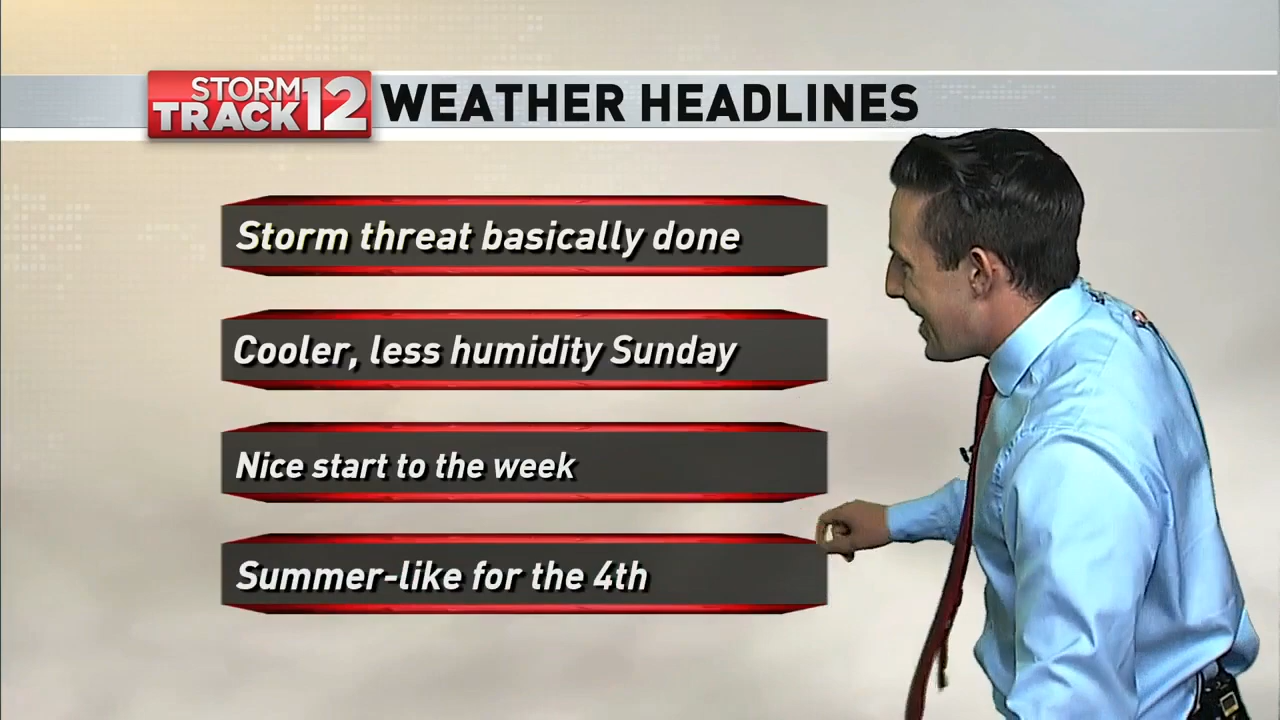 STORM
TRACK 12
WEATHER HEADLINES
Storm threat basically done
Cooler, less humidity Sunday
Nice start to the week
Summer-like for the 4th